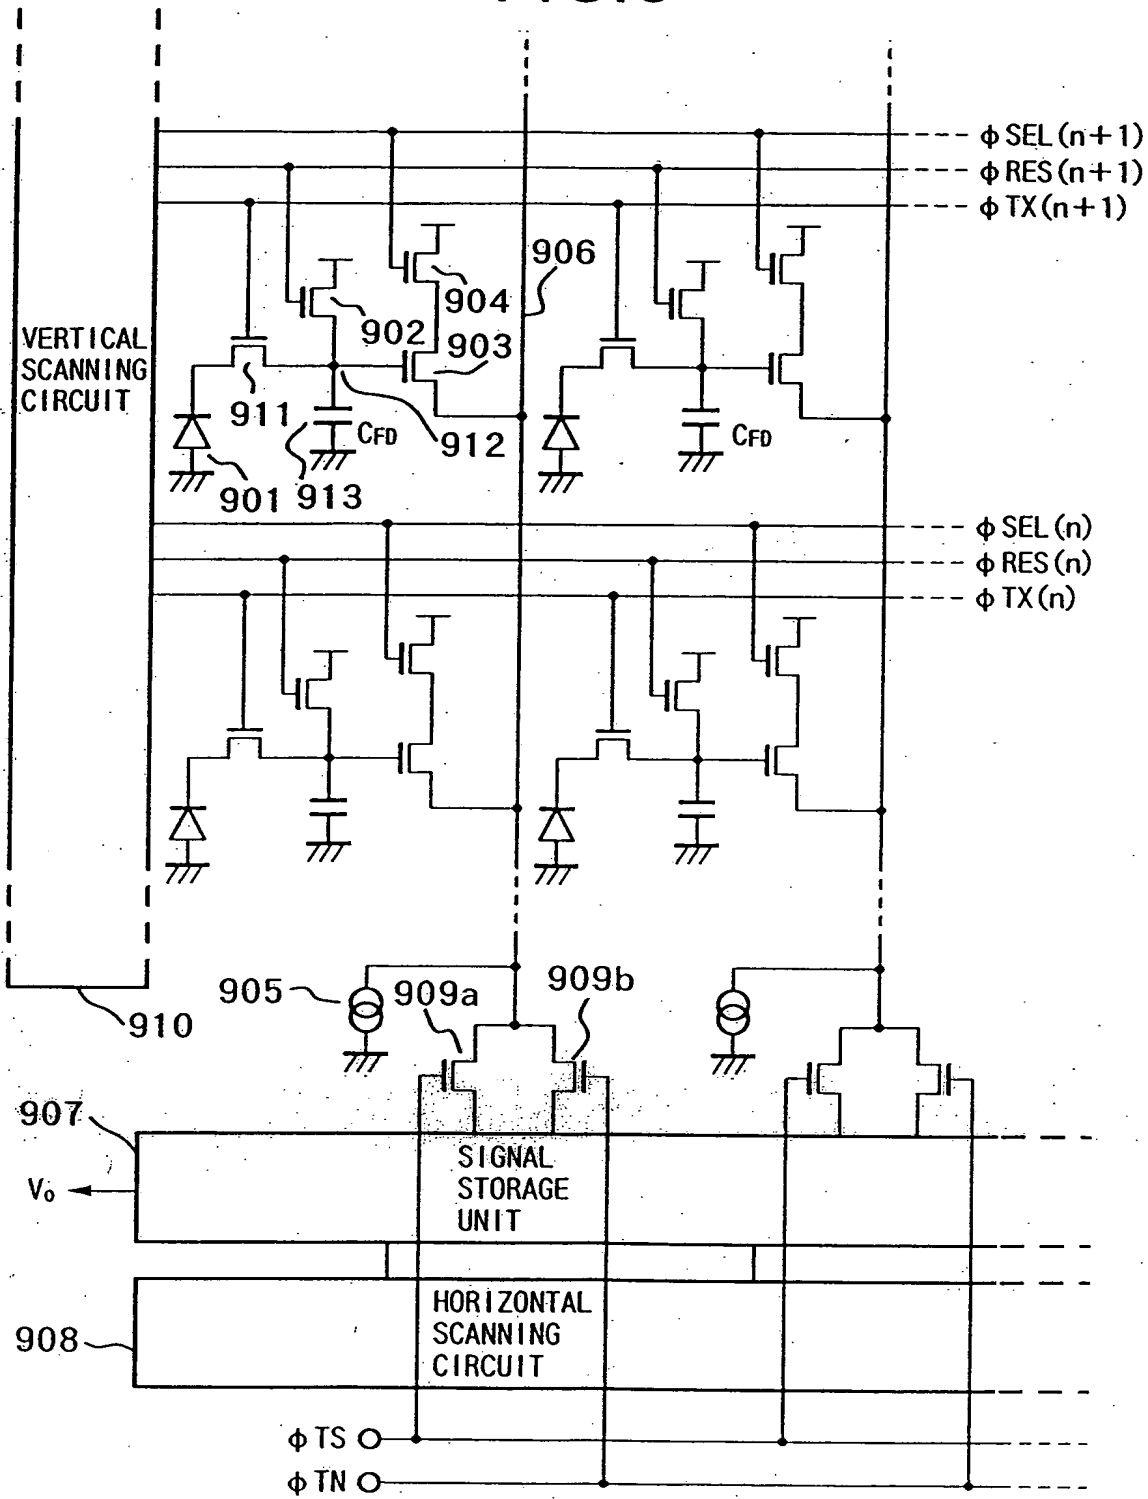 φSEL(n+1)
φRES(n+1)
φTX(n+1)
906
904
902
903
VERTICAL
SCANNING
CIRCUIT
911
CFD
912
CFD
901
913
φSEL(n)
φRES(n)
φTX(n)
905
909a
909b
910
907
SIGNAL
STORAGE
UNIT
Vo
HORIZONTAL
SCANNING
CIRCUIT
908
φTS
φTN